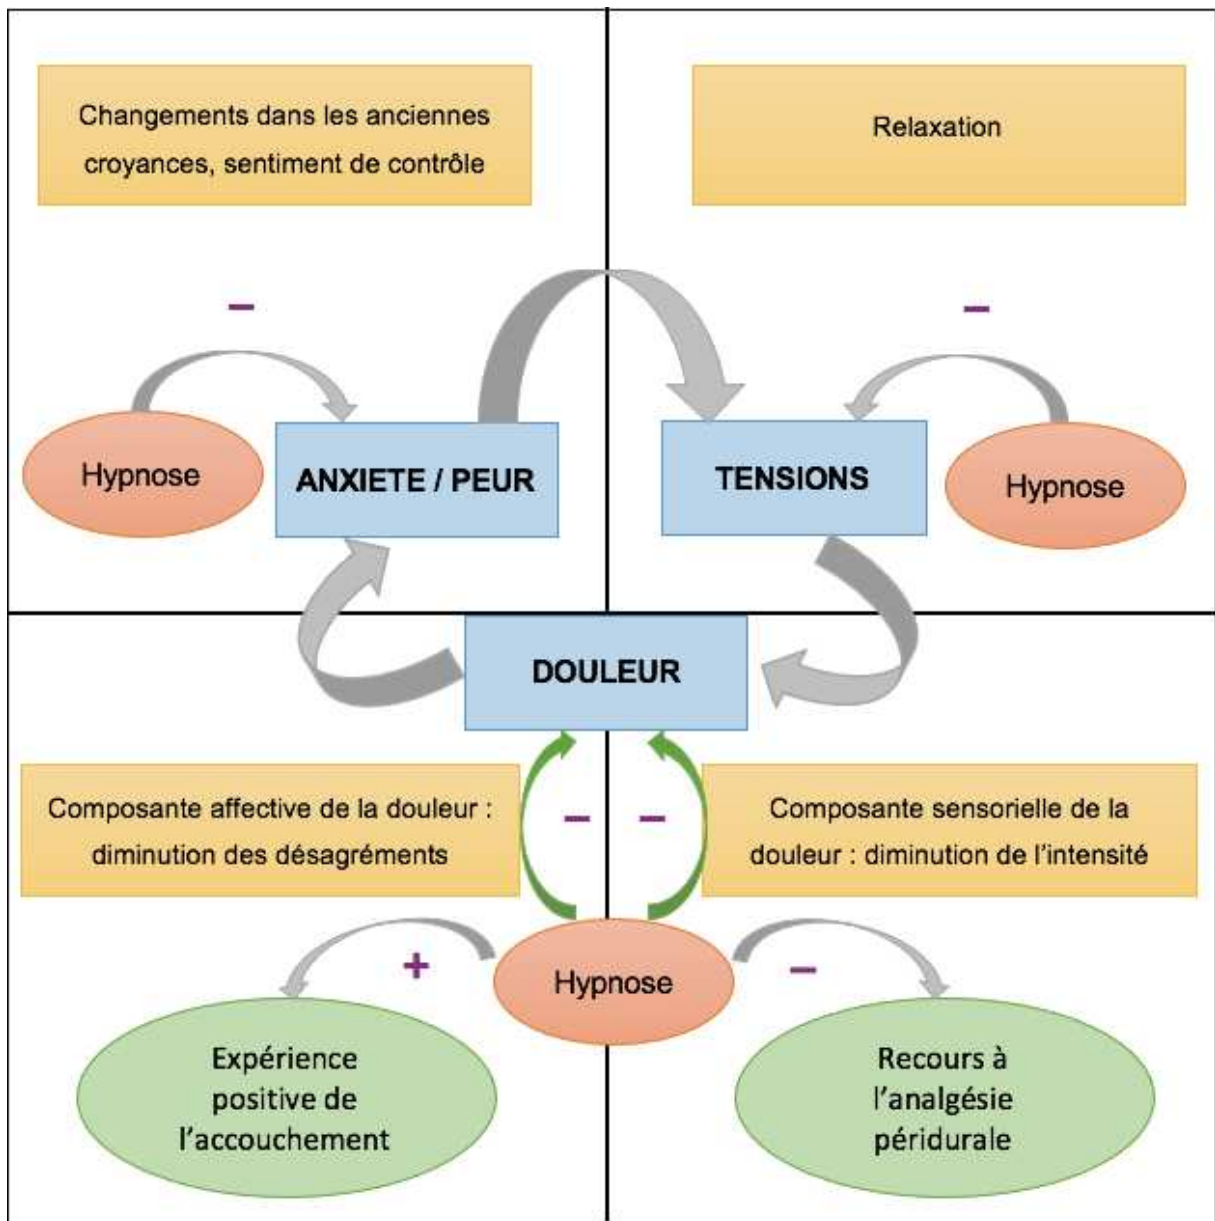 Changements dans les anciennes
croyances, sentiment de contrôle
Relaxation
–
–
Hypnose
ANXIETE / PEUR
TENSIONS
Hypnose
DOULEUR
Composante affective de la douleur :
diminution des désagréments
–
–
Composante sensorielle de la
douleur : diminution de l'intensité
+
Hypnose
–
Expérience
positive de
l'accouchement
Recours à
l'analgésie
péridurale